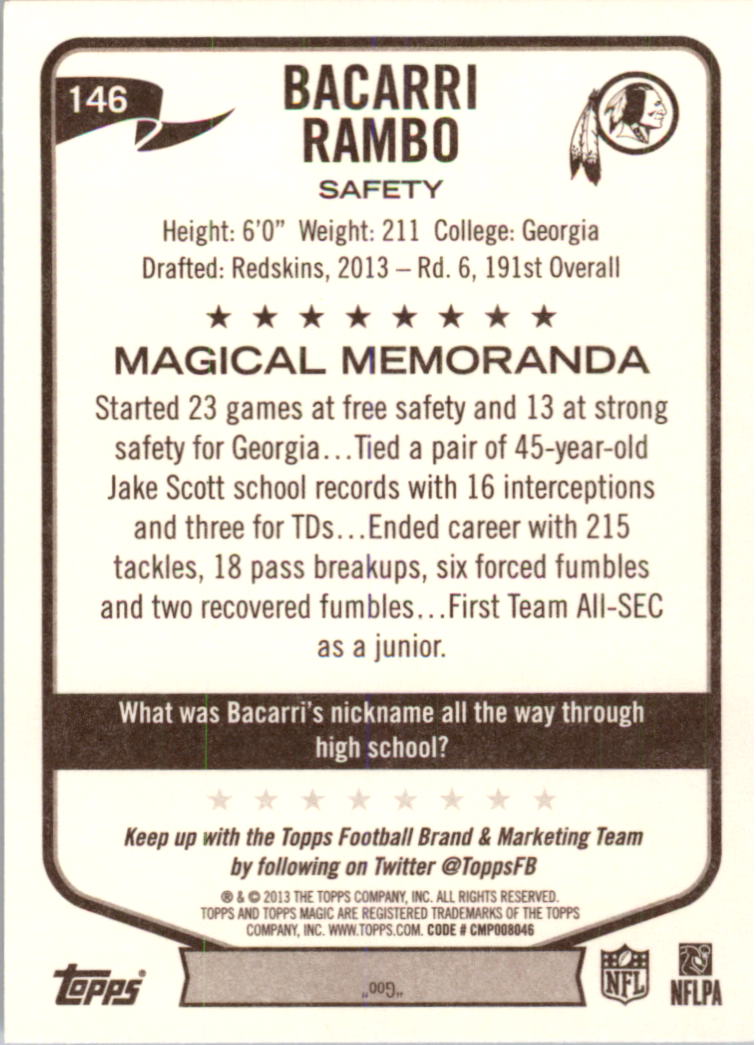 146
BACARRI
RAMBO
SAFETY
Height: 6'0" Weight: 211 College: Georgia
Drafted: Redskins, 2013 – Rd. 6, 191st Overall
MAGICAL MEMORANDA
Started 23 games at free safety and 13 at strong
safety for Georgia...Tied a pair of 45-year-old
Jake Scott school records with 16 interceptions
and three for TDs...Ended career with 215
tackles, 18 pass breakups, six forced fumbles
and two recovered fumbles...First Team All-SEC
as a junior.
What was Bacarri's nickname all the way through
high school?
Keep up with the Topps Football Brand & Marketing Team
by following on Twitter @ToppsFB
® & © 2013 THE TOPPS COMPANY, INC. ALL RIGHTS RESERVED.
TOPPS AND TOPPS MAGIC ARE REGISTERED TRADEMARKS OF THE TOPPS
COMPANY, INC. WWW.TOPPS.COM. CODE # CMP008046
Topps®
"Goo"
NFL
NFLPA